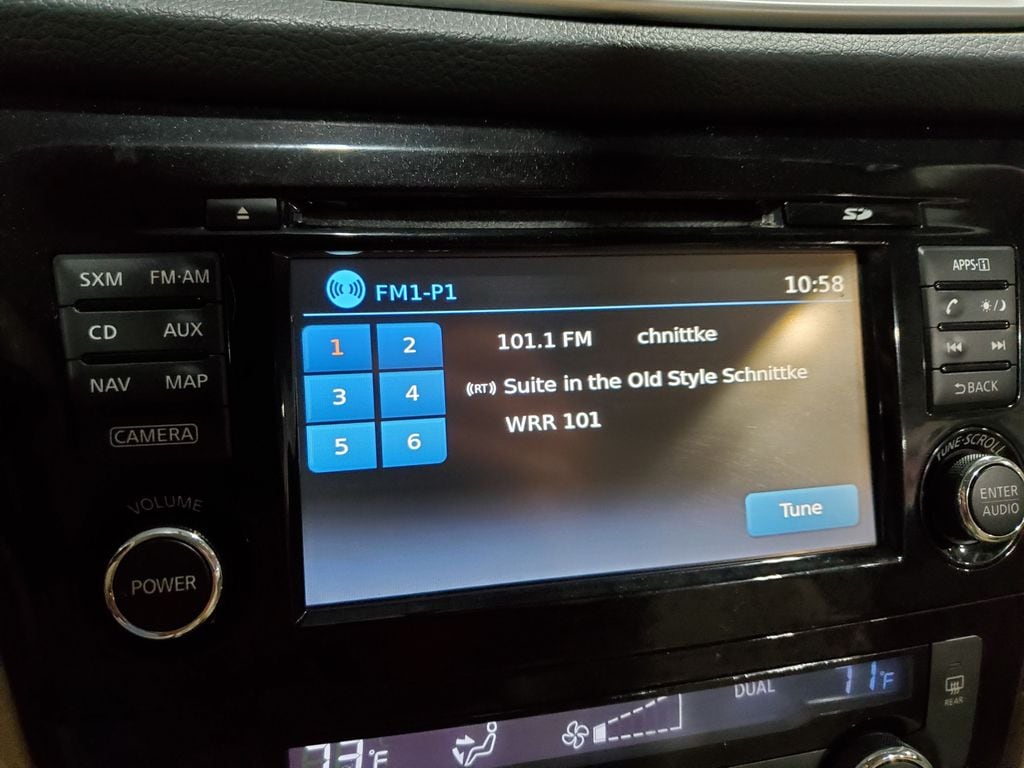 SD
SXM FM·AM
CD AUX
NAV MAP
CAMERA
VOLUME
POWER
FM1-P1 10:58
1 2
3 4
5 6
101.1 FM chnittke
((RT)) Suite in the Old Style Schnittke
WRR 101
Tune
APPS·i
BACK
TUNE·SCROLL
ENTER
AUDIO
DUAL
°F
REAR
°F